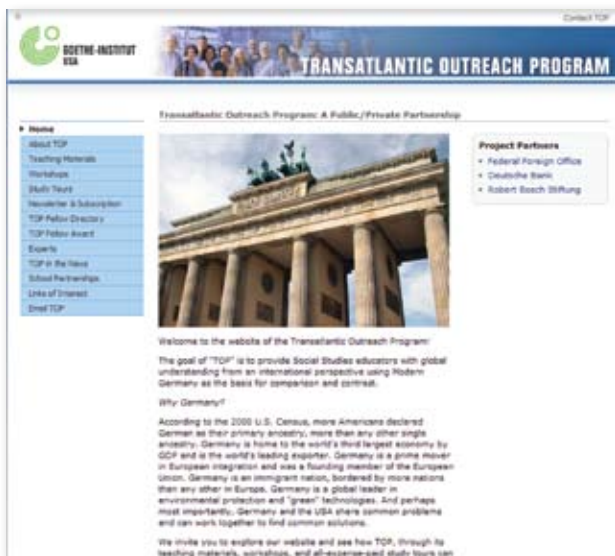 Contact TOP
GOETHE-INSTITUT
USA
TRANSATLANTIC OUTREACH PROGRAM
Transatlantic Outreach Program: A Public/Private Partnership
Home
About TOP
Teaching Materials
Workshops
Study Tours
Newsletter & Subscription
TOP Fellow Directory
TOP Fellow Award
Experts
TOP in the News
School Partnerships
Links of Interest
Email TOP
Project Partners
Federal Foreign Office
Deutsche Bank
Robert Bosch Stiftung
Welcome to the website of the Transatlantic Outreach Program!
The goal of "TOP" is to provide Social Studies educators with global
understanding from an international perspective using Modern
Germany as the basis for comparison and contrast.
Why Germany?
According to the 2000 U.S. Census, more Americans declared
German as their primary ancestry, more than any other single
ancestry. Germany is home to the world's third largest economy by
GDP and is the world's leading exporter. Germany is a prime mover
in European integration and was a founding member of the European
Union. Germany is an immigrant nation, bordered by more nations
than any other in Europe. Germany is a global leader in
environmental protection and "green" technologies. And perhaps
most importantly, Germany and the USA share common problems
and can work together to find common solutions.
We invite you to explore our website and see how TOP, through its
teaching materials, workshops, and all-expense-paid study tours can